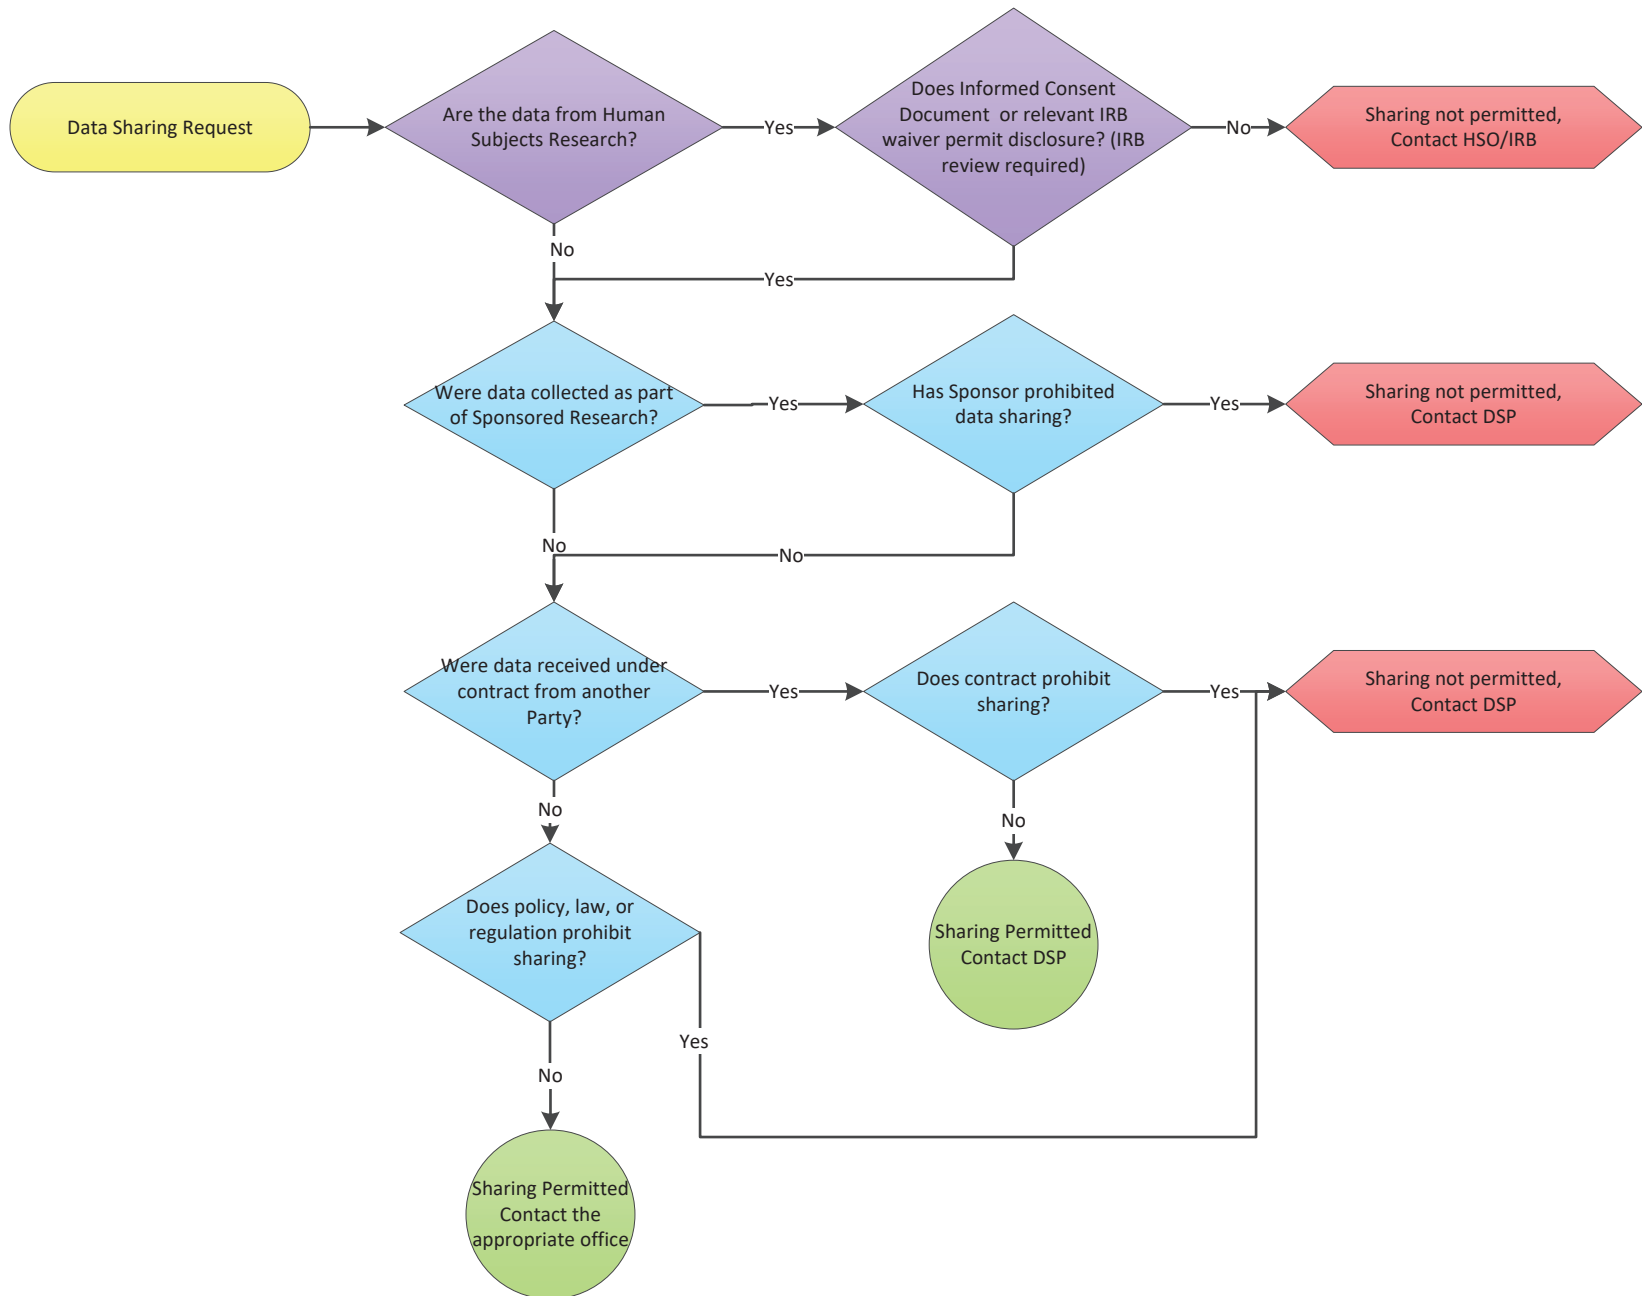 Data Sharing Request
Are the data from Human
Subjects Research?
Yes
Does Informed Consent
Document or relevant IRB
waiver permit disclosure? (IRB
review required)
No
Sharing not permitted,
Contact HSO/IRB
No
Yes
Were data collected as part
of Sponsored Research?
Yes
Has Sponsor prohibited
data sharing?
Yes
Sharing not permitted,
Contact DSP
No
No
Were data received under
contract from another
Party?
Yes
Does contract prohibit
sharing?
Yes
Sharing not permitted,
Contact DSP
No
No
Does policy, law, or
regulation prohibit
sharing?
Sharing Permitted
Contact DSP
Yes
No
Sharing Permitted
Contact the
appropriate office